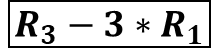 R₃ − 3 * R₁